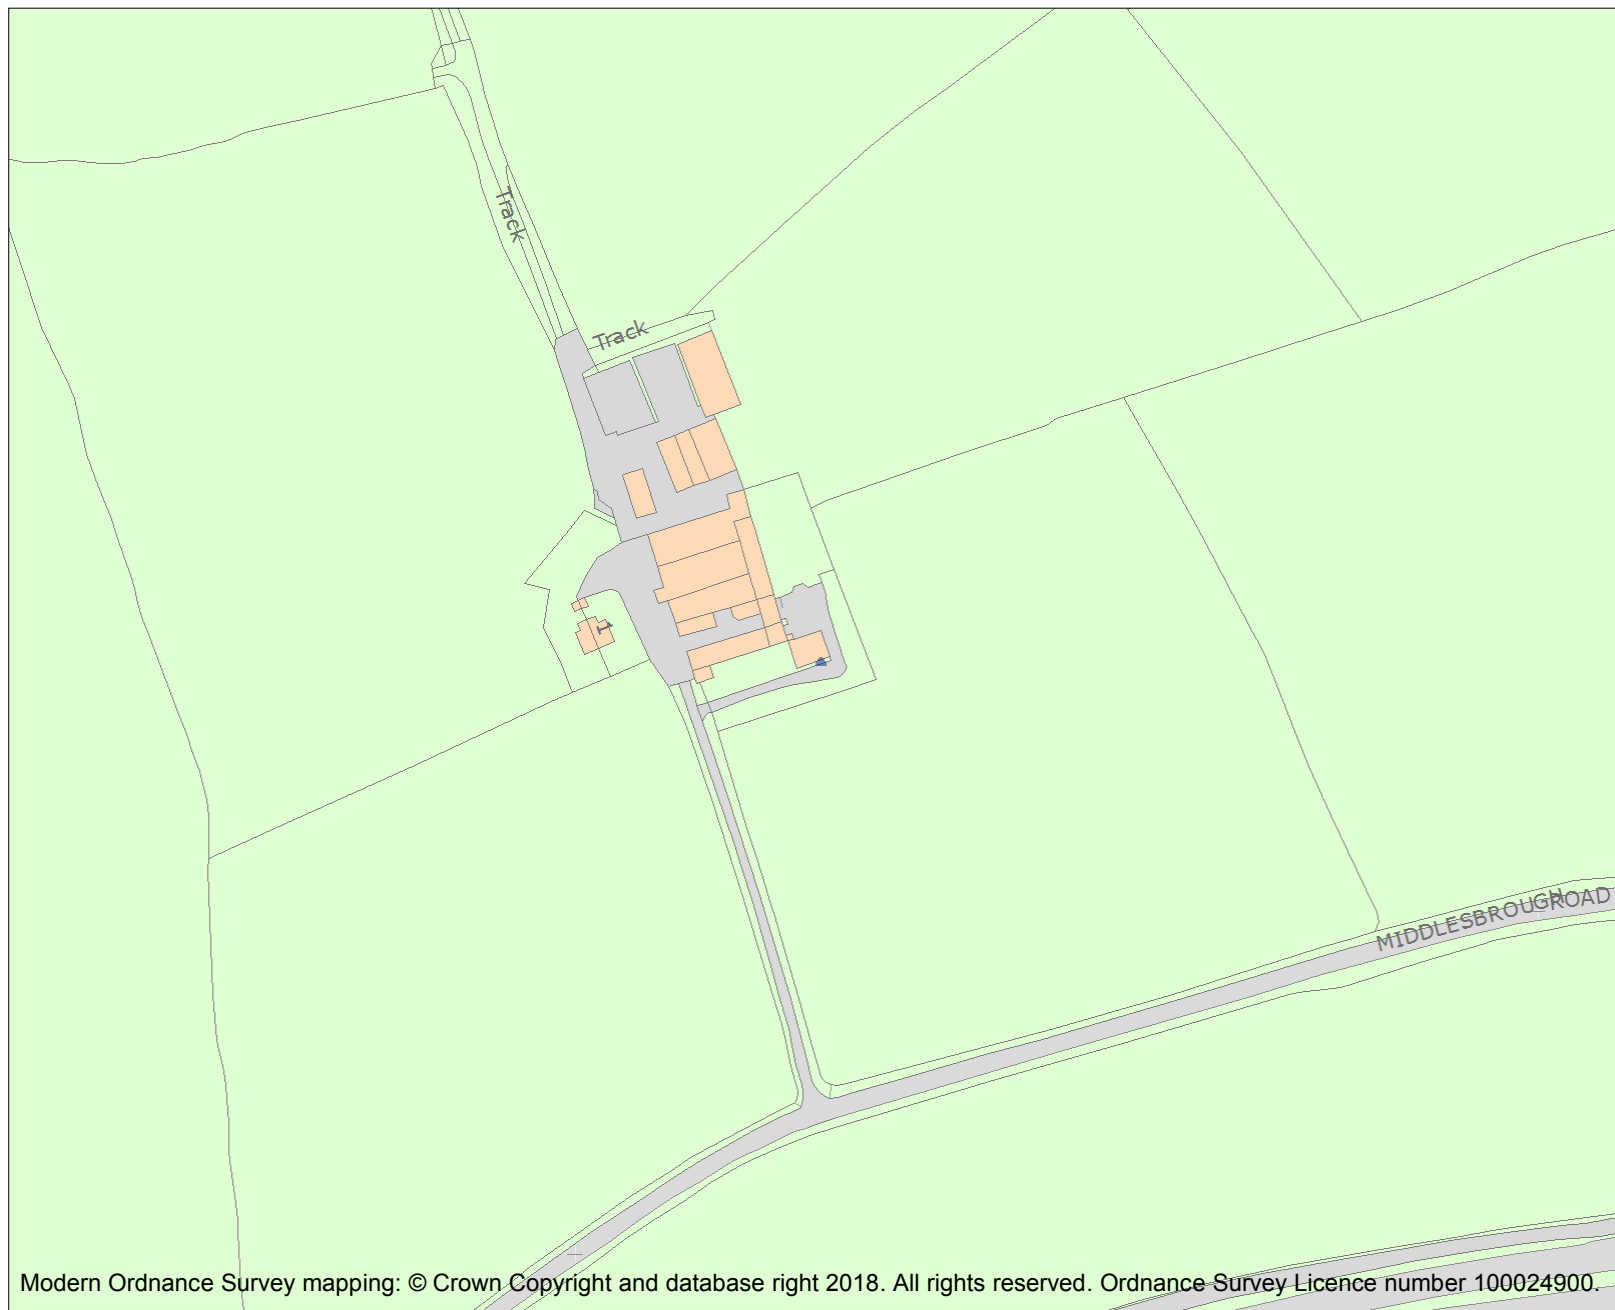 Track
Track
1
MIDDLESBROUGH ROAD
Modern Ordnance Survey mapping: © Crown Copyright and database right 2018. All rights reserved. Ordnance Survey Licence number 100024900.